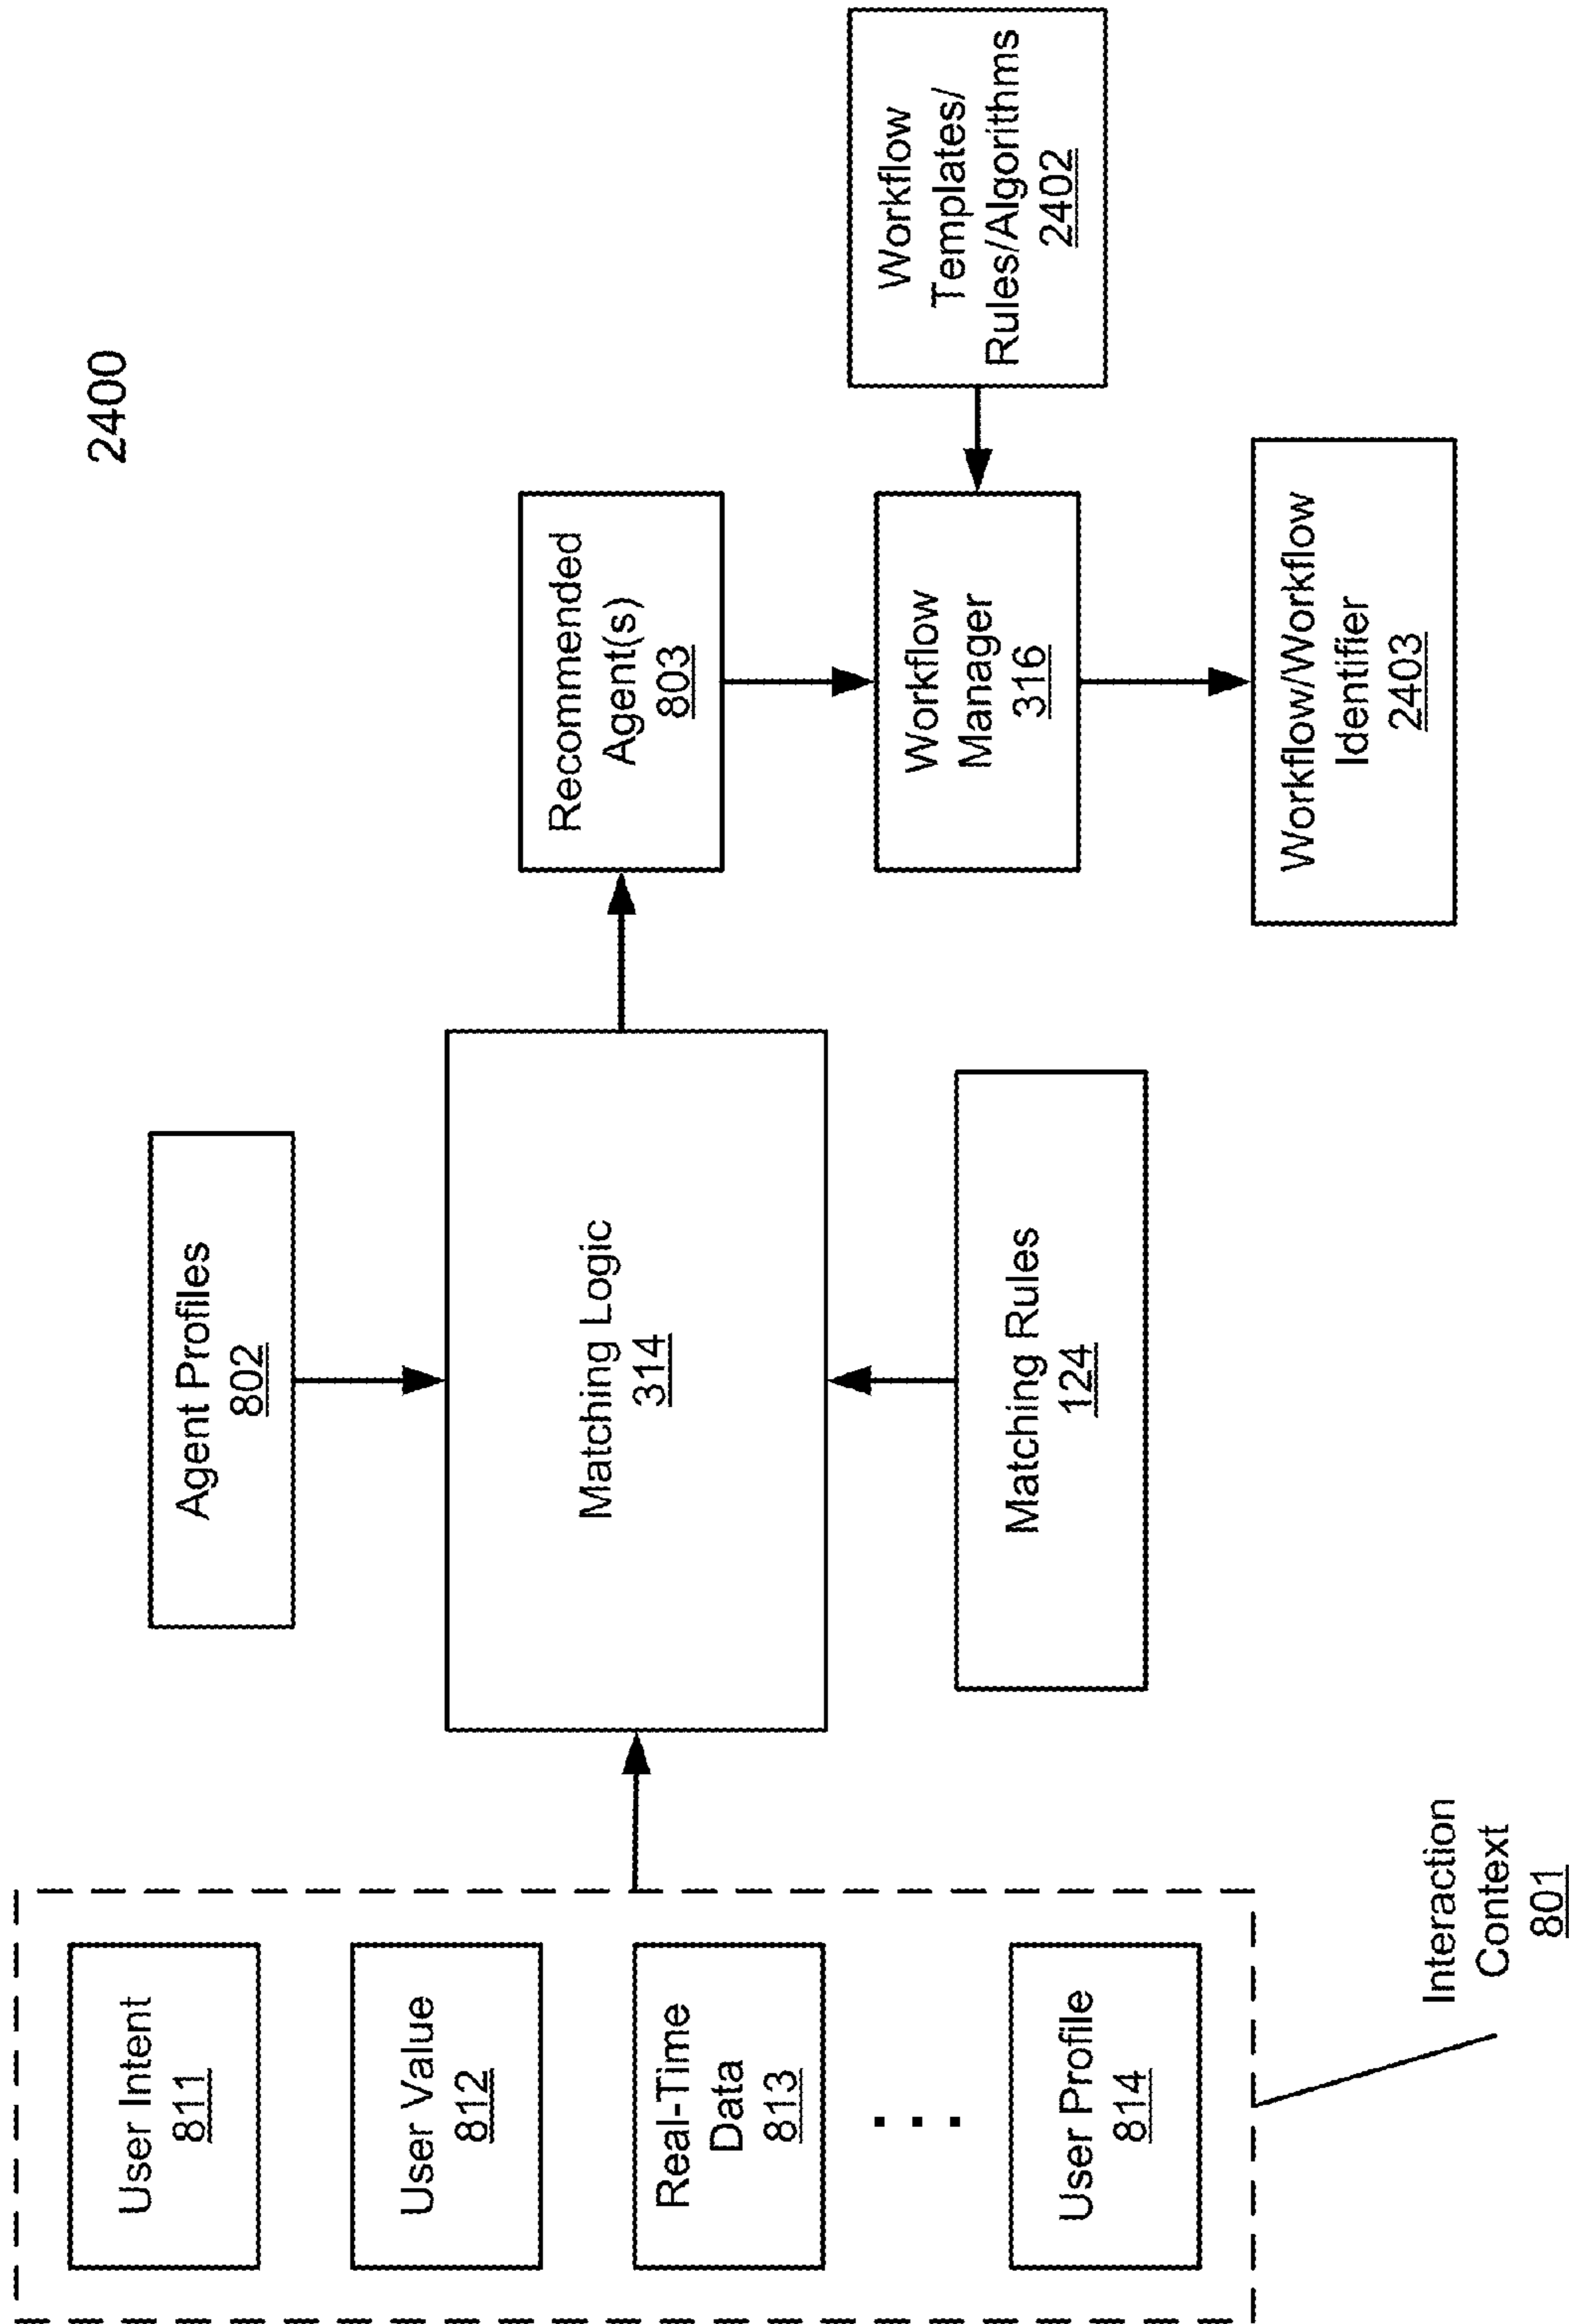 2400
User Intent
811
User Value
812
Real-Time
Data
813
User Profile
814
Interaction
Context
801
Agent Profiles
802
Matching Logic
314
Matching Rules
124
Recommended
Agent(s)
803
Workflow
Manager
316
Workflow
Templates/
Rules/Algorithms
2402
Workflow/Workflow
Identifier
2403